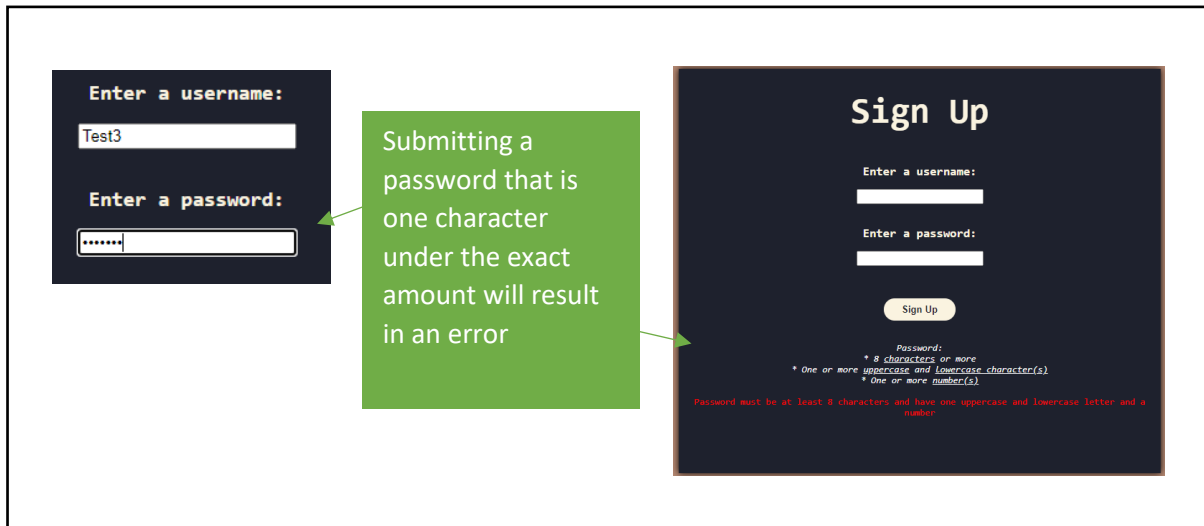 Enter a username:
Test3
Enter a password:
•••••••
Submitting a
password that is
one character
under the exact
amount will result
in an error
Sign Up
Enter a username:
Enter a password:
Sign Up
Password:
* 8 characters or more
* One or more uppercase and Lowercase character(s)
* One or more number(s)
Password must be at least 8 characters and have one uppercase and lowercase letter and a
number